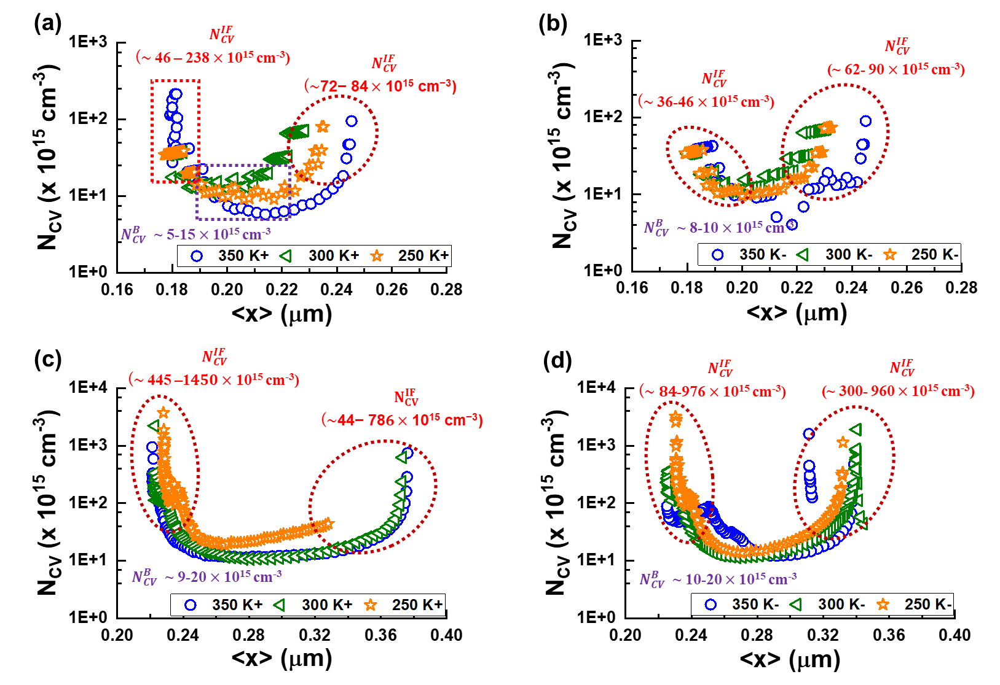 (a)
N_CV^IF
(~ 46 – 238 × 10^15 cm^-3)
N_CV^IF
(~72– 84 × 10^15 cm^−3)
1E+3
1E+2
1E+1
1E+0
N_CV (x 10^15 cm^-3)
N_CV^B ~ 5-15 × 10^15 cm^-3
350 K+ 300 K+ 250 K+
0.16 0.18 0.20 0.22 0.24 0.26 0.28
<x> (μm)
(b)
N_CV^IF
(~ 62- 90 × 10^15 cm^-3)
N_CV^IF
(~ 36-46 × 10^15 cm^-3)
1E+3
1E+2
1E+1
1E+0
N_CV (x 10^15 cm^-3)
N_CV^B ~ 8-10 × 10^15 cm^-3
350 K- 300 K- 250 K-
0.16 0.18 0.20 0.22 0.24 0.26 0.28
<x> (μm)
(c)
N_CV^IF
(~ 445 –1450 × 10^15 cm^-3)
N_CV^IF
(~44– 786 × 10^15 cm^−3)
1E+4
1E+3
1E+2
1E+1
1E+0
N_CV (x 10^15 cm^-3)
N_CV^B ~ 9-20 × 10^15 cm^-3
350 K+ 300 K+ 250 K+
0.20 0.24 0.28 0.32 0.36 0.40
<x> (μm)
(d)
N_CV^IF
(~ 84-976 × 10^15 cm^-3)
N_CV^IF
(~ 300- 960 × 10^15 cm^-3)
1E+4
1E+3
1E+2
1E+1
1E+0
N_CV (x 10^15 cm^-3)
N_CV^B ~ 10-20 × 10^15 cm^-3
350 K- 300 K- 250 K-
0.20 0.24 0.28 0.32 0.36 0.40
<x> (μm)